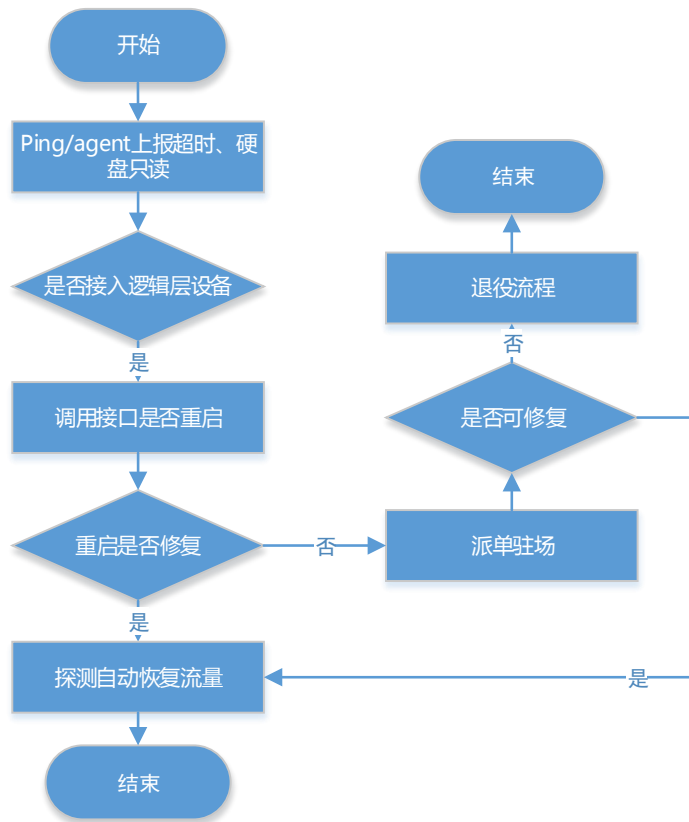 开始
Ping/agent上报超时、硬
盘只读
是否接入逻辑层设备
是
调用接口是否重启
重启是否修复
否
是
探测自动恢复流量
结束
结束
退役流程
否
是否可修复
派单驻场
是